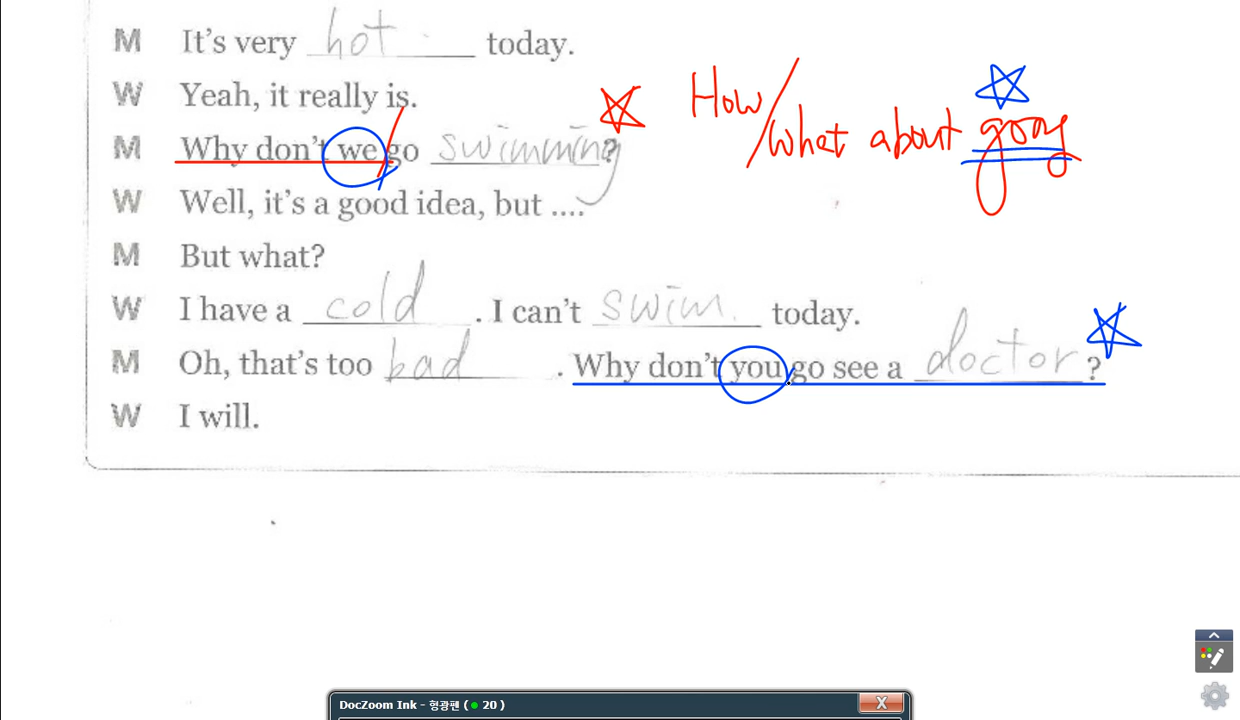 M It's very hot today.
W Yeah, it really is.
How/what about going
M Why don't we go swimming?
W Well, it's a good idea, but ....
M But what?
W I have a cold. I can't swim today.
M Oh, that's too bad. Why don't you go see a doctor?
W I will.
DocZoom Ink - 형광펜 ( 20 )
X